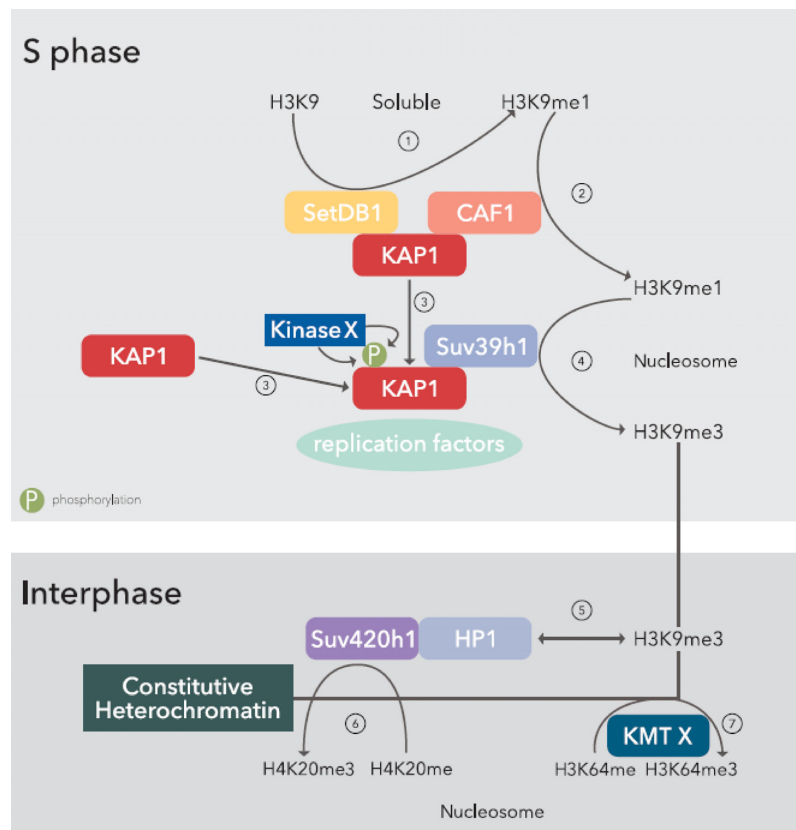 S phase
H3K9
Soluble
H3K9me1
1
2
SetDB1
CAF1
KAP1
H3K9me1
3
Kinase X
P
Suv39h1
KAP1
3
KAP1
4
Nucleosome
replication factors
H3K9me3
P phosphorylation
Interphase
5
Suv420h1
HP1
H3K9me3
Constitutive
Heterochromatin
6
KMT X
7
H4K20me3
H4K20me
H3K64me
H3K64me3
Nucleosome